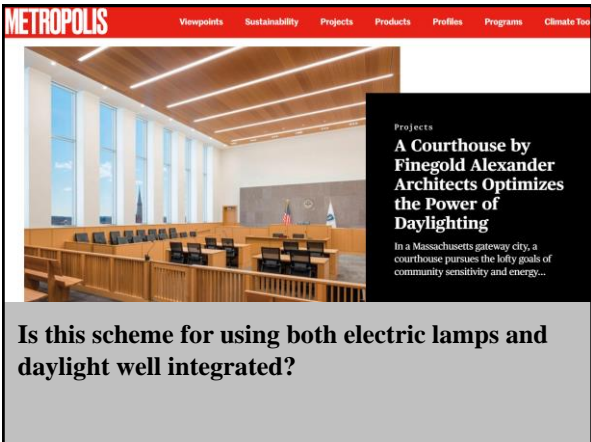 METROPOLIS
Viewpoints Sustainability Projects Products Profiles Programs Climate Too
Projects
A Courthouse by
Finegold Alexander
Architects Optimizes
the Power of
Daylighting
In a Massachusetts gateway city, a
courthouse pursues the lofty goals of
community sensitivity and energy...
Is this scheme for using both electric lamps and
daylight well integrated?